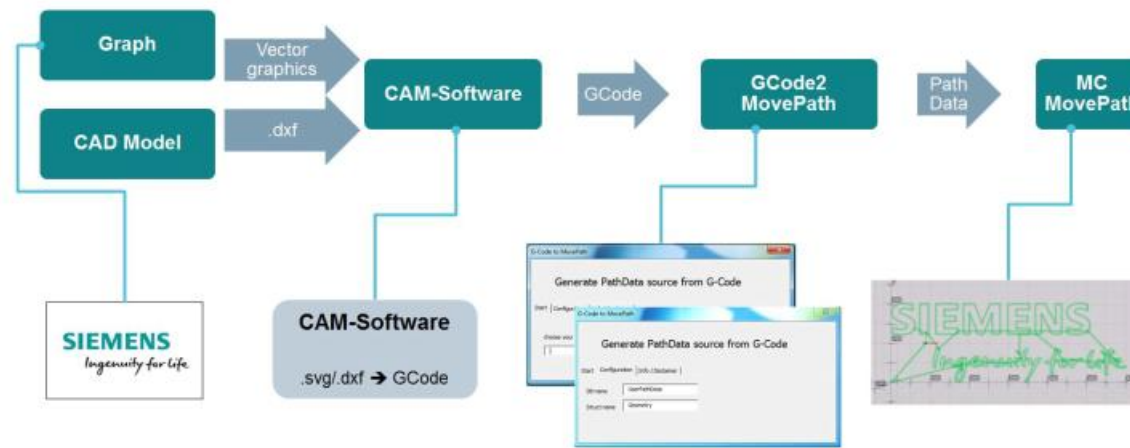 Graph
Vector
graphics
CAD Model
.dxf
CAM-Software
GCode
GCode2
MovePath
Path
Data
MC
MovePath
SIEMENS
Ingenuity for life
CAM-Software
.svg/.dxf ➔ GCode
G-Code to MovePath
Generate PathData source from G-Code
Start
G-Code to MovePath
Generate PathData source from G-Code
Start Configuration Info / Disclaimer
DB name UserPathData
Struct name Geometry
SIEMENS
Ingenuity for life